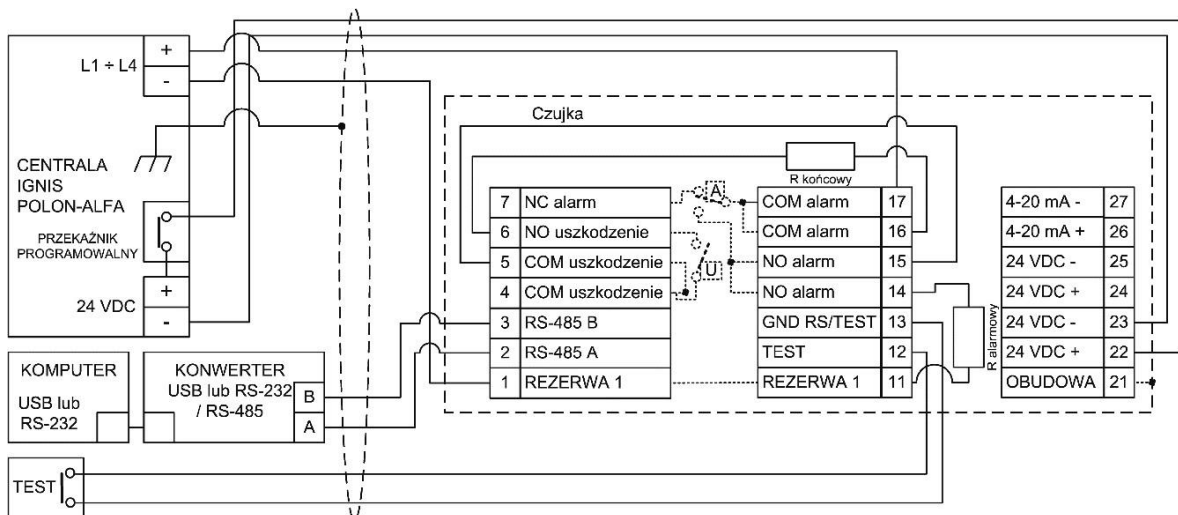 L1 ÷ L4
+
-
CENTRALA
IGNIS
POLON-ALFA
PRZEKAŹNIK
PROGRAMOWALNY
24 VDC
+
-
KOMPUTER
USB lub
RS-232
KONWERTER
USB lub RS-232
/ RS-485
B
A
TEST
Czujka
R końcowy
A
U
7 NC alarm
6 NO uszkodzenie
5 COM uszkodzenie
4 COM uszkodzenie
3 RS-485 B
2 RS-485 A
1 REZERWA 1
COM alarm 17
COM alarm 16
NO alarm 15
NO alarm 14
GND RS/TEST 13
TEST 12
REZERWA 1 11
R alarmowy
4-20 mA - 27
4-20 mA + 26
24 VDC - 25
24 VDC + 24
24 VDC - 23
24 VDC + 22
OBUDOWA 21